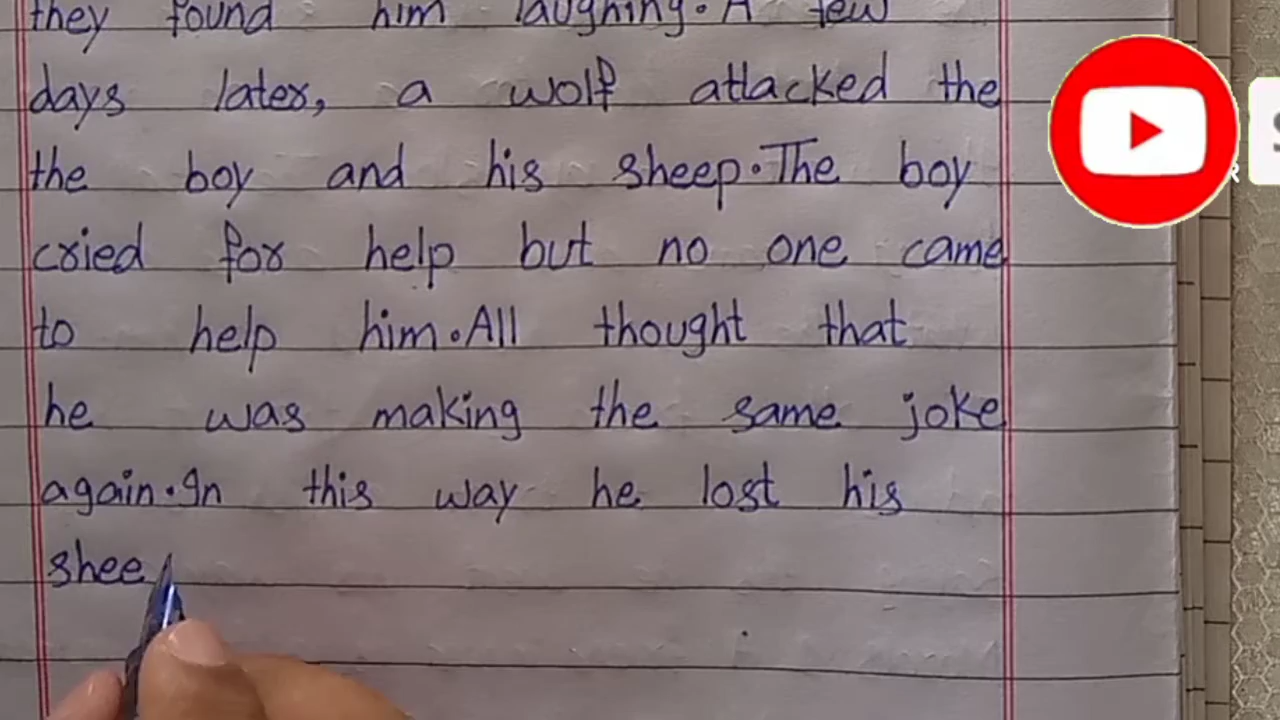 they found him laughing. A few
days later, a wolf attacked the
the boy and his sheep. The boy
cried for help but no one came
to help him. All thought that
he was making the same joke
again. In this way he lost his
shee